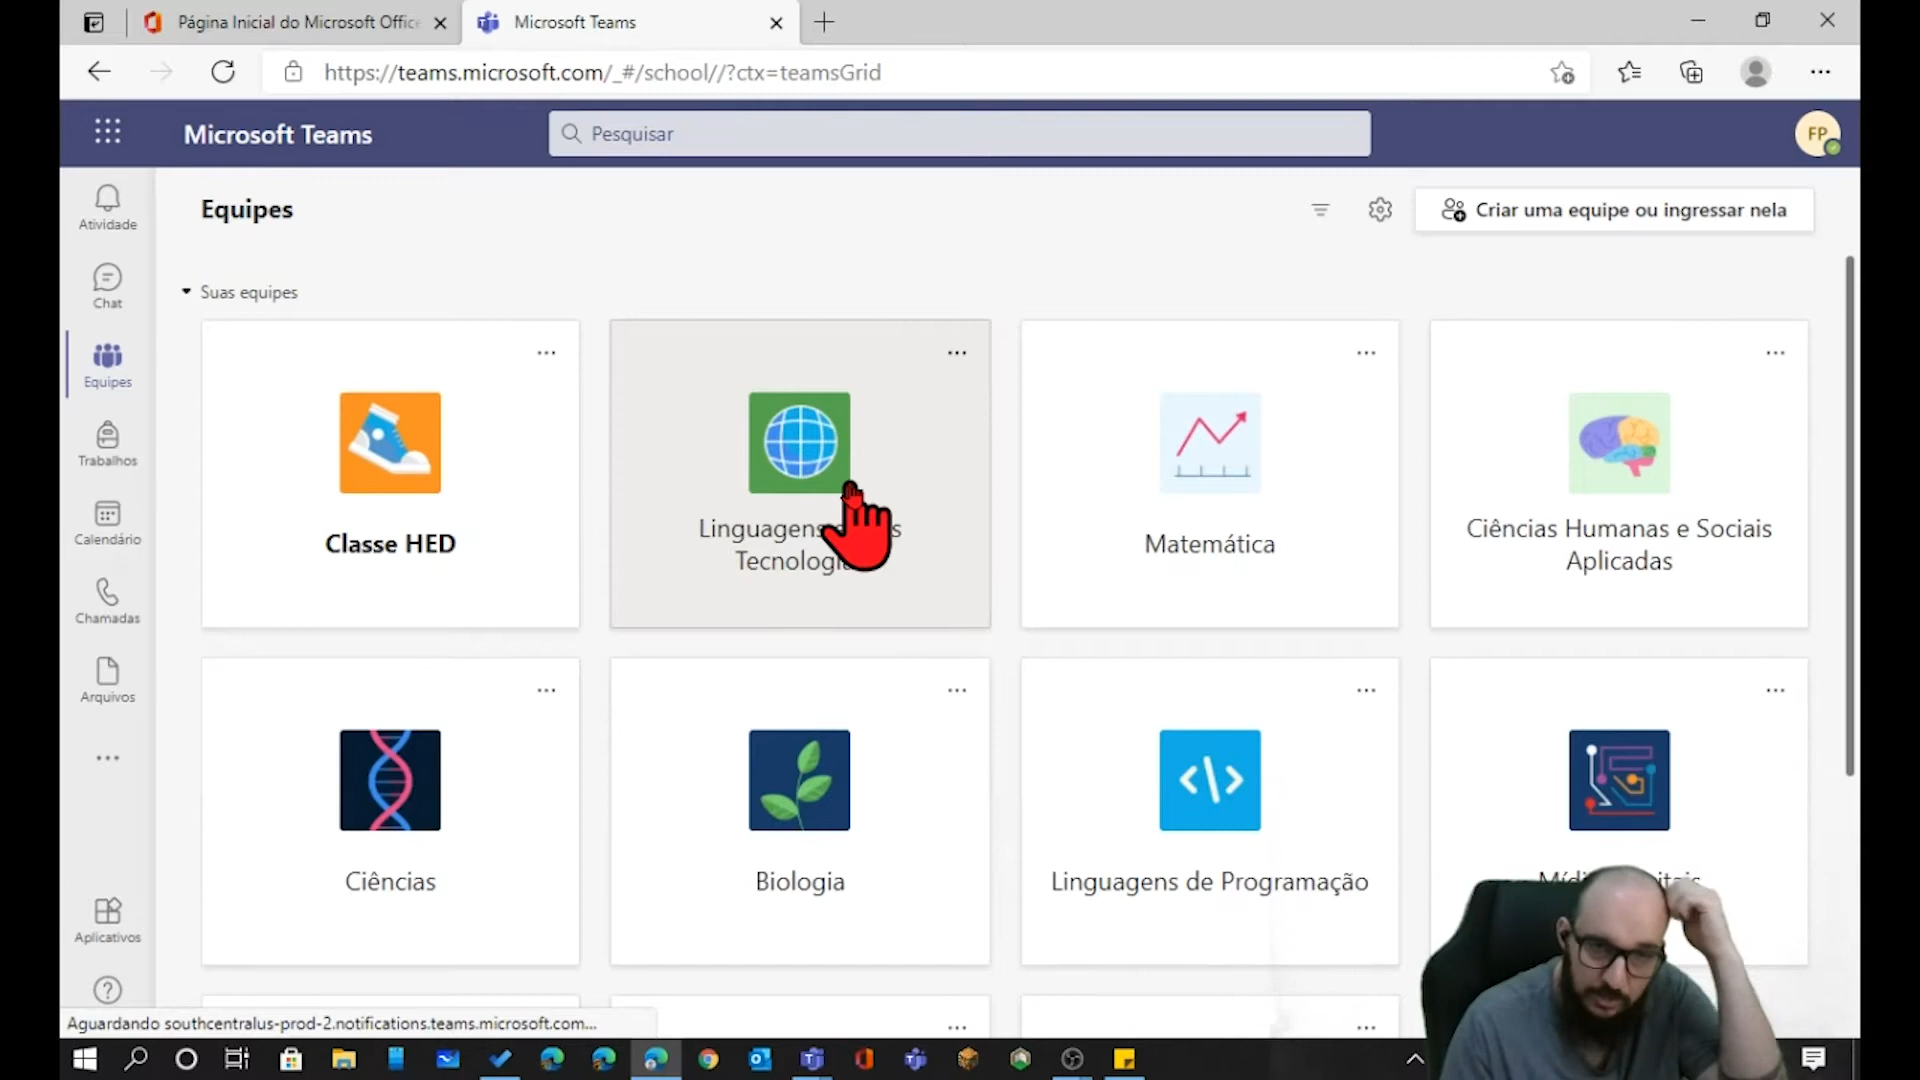 Página Inicial do Microsoft Office
Microsoft Teams
https://teams.microsoft.com/_#/school//?ctx=teamsGrid
Microsoft Teams
Pesquisar
FP
Atividade
Chat
Equipes
Trabalhos
Calendário
Chamadas
Arquivos
Aplicativos
Equipes
Criar uma equipe ou ingressar nela
Suas equipes
Classe HED
Linguagens
Tecnologia
Matemática
Ciências Humanas e Sociais
Aplicadas
Ciências
Biologia
Linguagens de Programação
Aguardando southcentralus-prod-2.notifications.teams.microsoft.com...